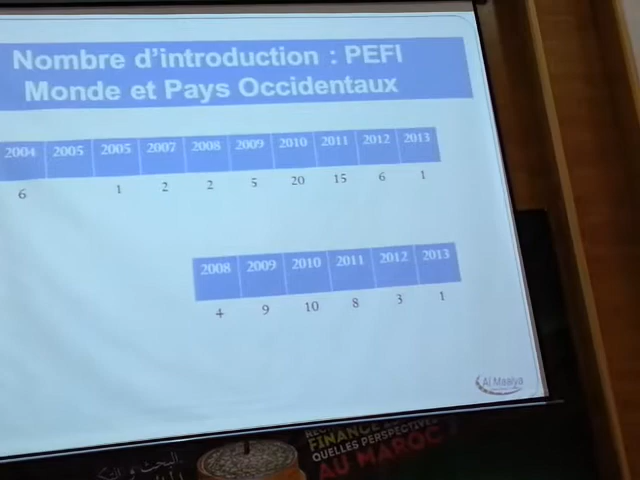 Nombre d'introduction : PEFI
Monde et Pays Occidentaux
2004 2005 2005 2007 2008 2009 2010 2011 2012 2013
6 1 2 2 5 20 15 6 1
2008 2009 2010 2011 2012 2013
4 9 10 8 3 1
Al Maalya
FINANCE
QUELLES PERSPECTIVES
AU MAROC